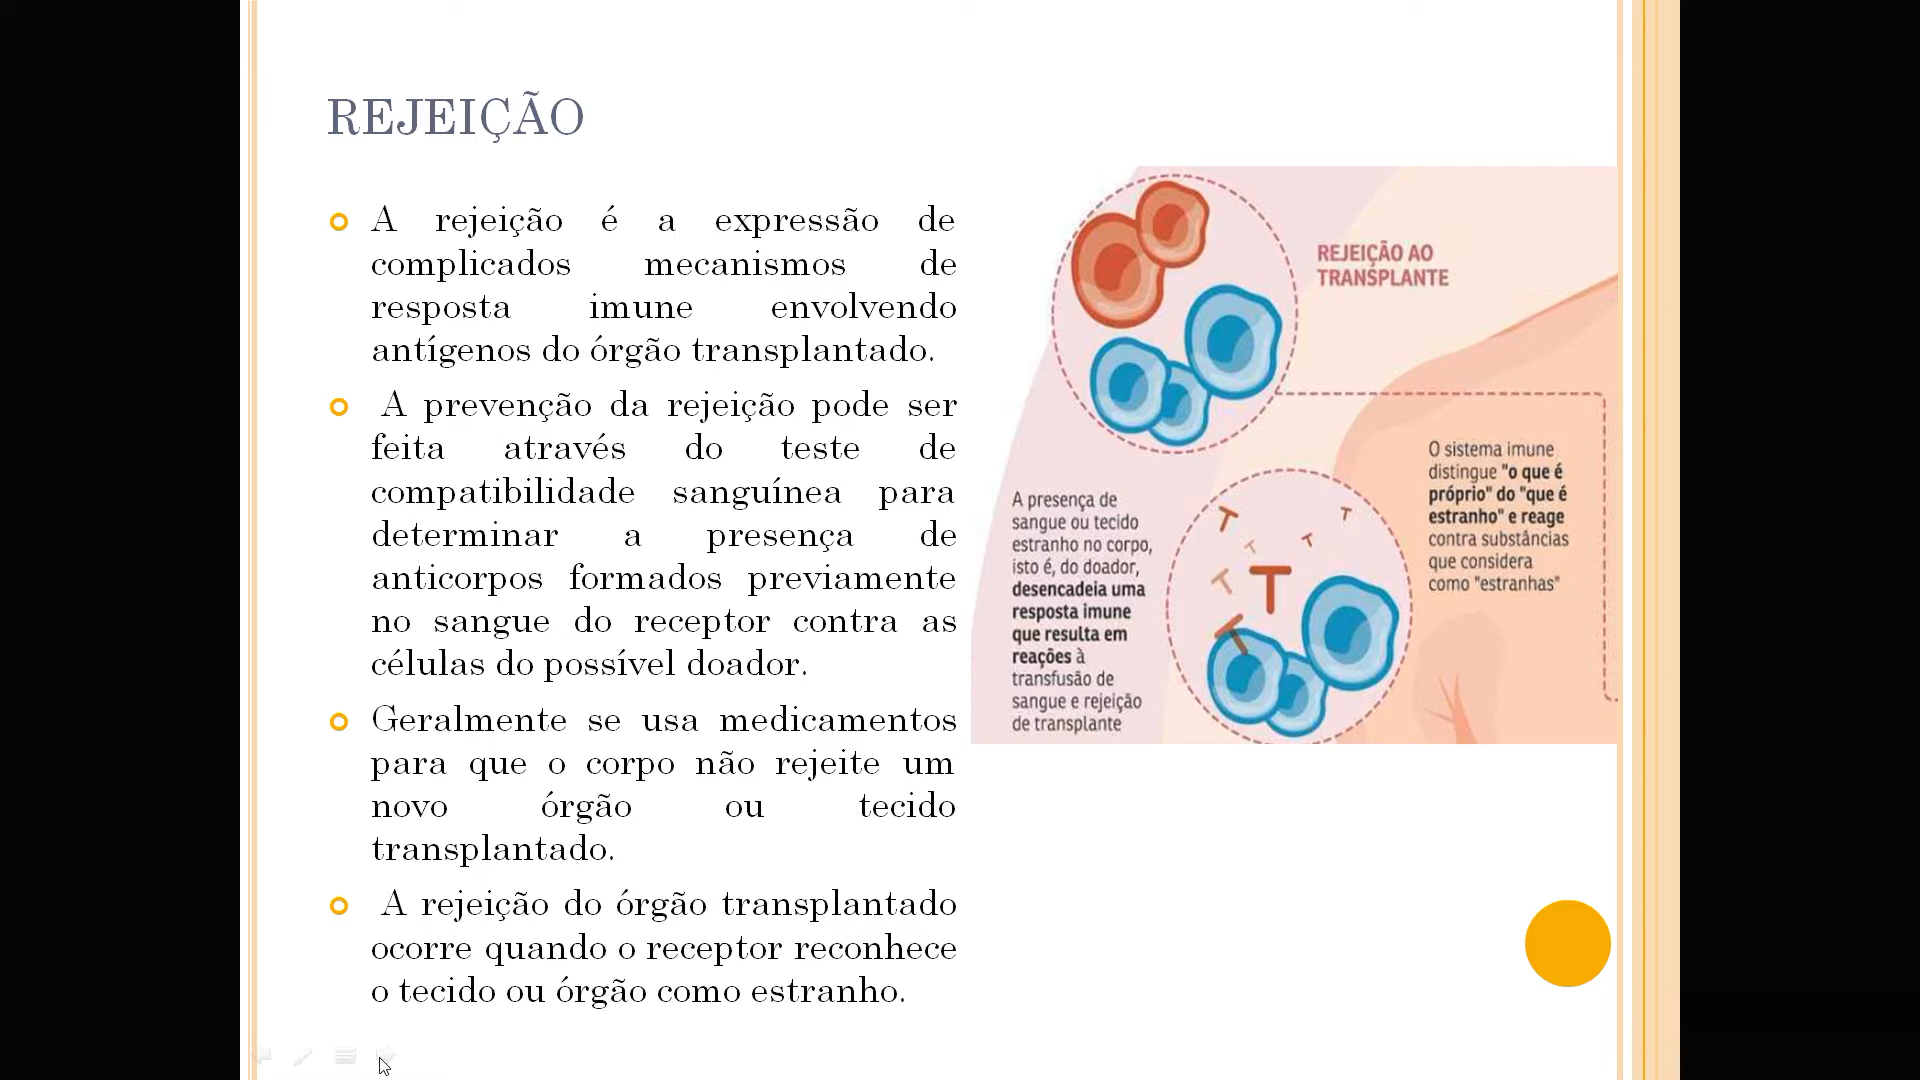 REJEIÇÃO
A rejeição é a expressão de
complicados mecanismos de
resposta imune envolvendo
antígenos do órgão transplantado.
A prevenção da rejeição pode ser
feita através do teste de
compatibilidade sanguínea para
determinar a presença de
anticorpos formados previamente
no sangue do receptor contra as
células do possível doador.
Geralmente se usa medicamentos
para que o corpo não rejeite um
novo órgão ou tecido
transplantado.
A rejeição do órgão transplantado
ocorre quando o receptor reconhece
o tecido ou órgão como estranho.
REJEIÇÃO AO
TRANSPLANTE
A presença de
sangue ou tecido
estranho no corpo,
isto é, do doador,
desencadeia uma
resposta imune
que resulta em
reações à
transfusão de
sangue e rejeição
de transplante
O sistema imune
distingue "o que é
próprio" do "que é
estranho" e reage
contra substâncias
que considera
como "estranhas"